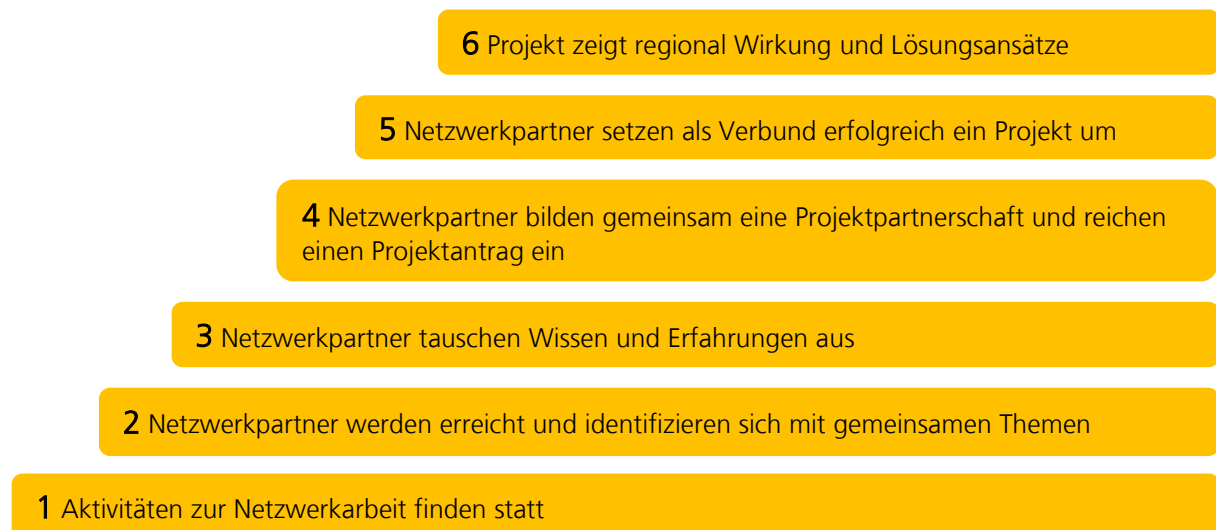 6 Projekt zeigt regional Wirkung und Lösungsansätze
5 Netzwerkpartner setzen als Verbund erfolgreich ein Projekt um
4 Netzwerkpartner bilden gemeinsam eine Projektpartnerschaft und reichen
einen Projektantrag ein
3 Netzwerkpartner tauschen Wissen und Erfahrungen aus
2 Netzwerkpartner werden erreicht und identifizieren sich mit gemeinsamen Themen
1 Aktivitäten zur Netzwerkarbeit finden statt